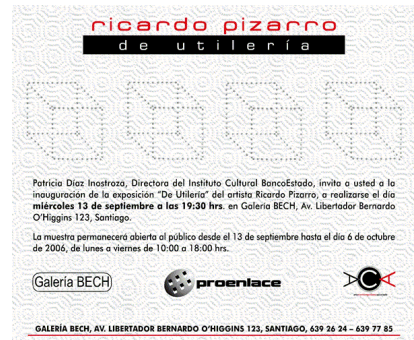 ricardo pizarro
de utilería
Patricia Díaz Inostroza, Directora del Instituto Cultural BancoEstado, invita a usted a la
inauguración de la exposición "De Utilería" del artista Ricardo Pizarro, a realizarse el día
miércoles 13 de septiembre a las 19:30 hrs. en Galería BECH, Av. Libertador Bernardo
O'Higgins 123, Santiago.
La muestra permanecerá abierta al público desde el 13 de septiembre hasta el día 6 de octubre
de 2006, de lunes a viernes de 10:00 a 18:00 hrs.
Galería BECH
proenlace
ACA
GALERÍA BECH, AV. LIBERTADOR BERNARDO O'HIGGINS 123, SANTIAGO, 639 26 24 – 639 77 85